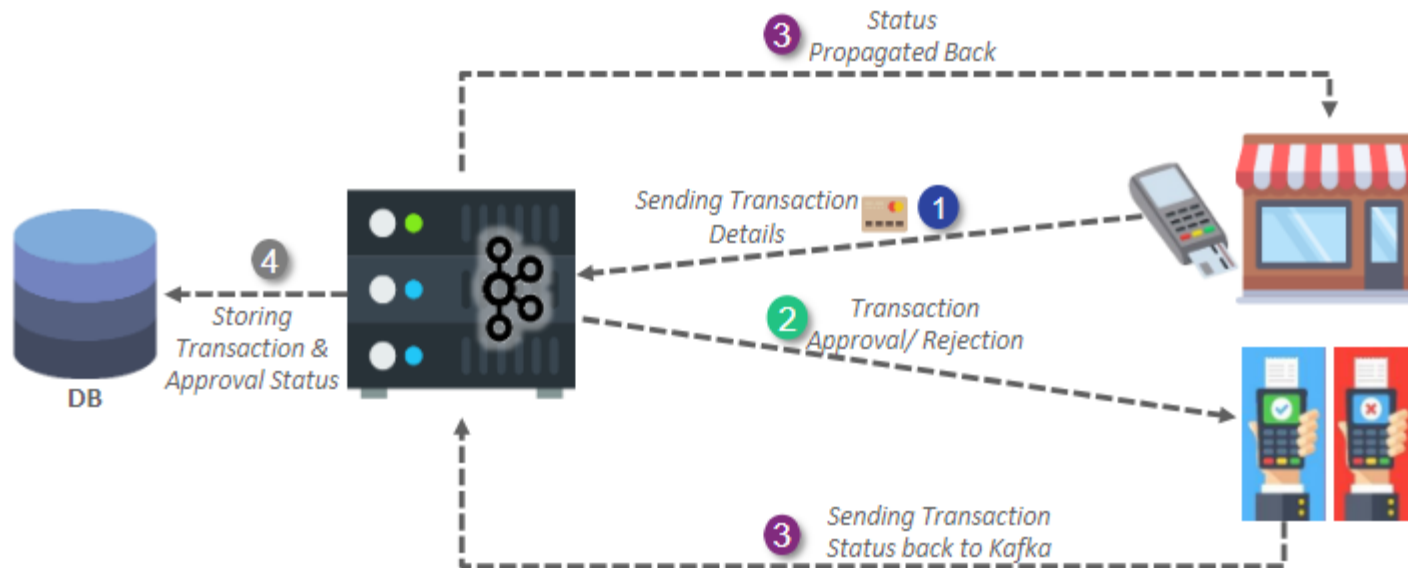 3
Status
Propagated Back
Sending Transaction
Details
1
4
Storing
Transaction &
Approval Status
DB
2
Transaction
Approval/ Rejection
3
Sending Transaction
Status back to Kafka